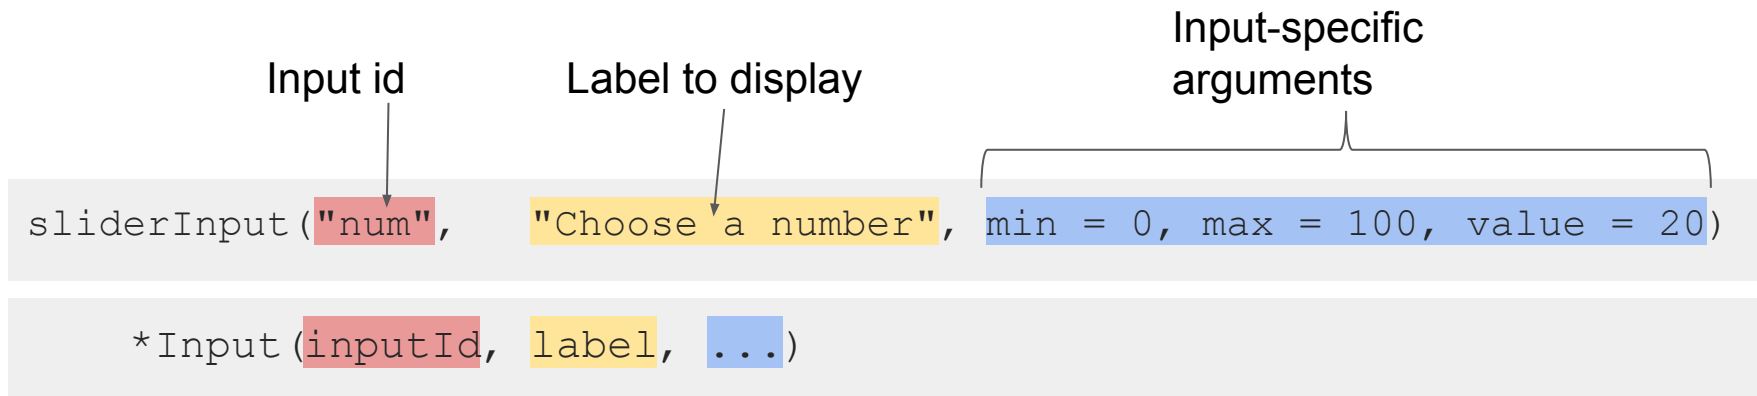 Input-specific
arguments
Input id
Label to display
sliderInput("num", "Choose a number", min = 0, max = 100, value = 20)
*Input(inputId, label, ...)